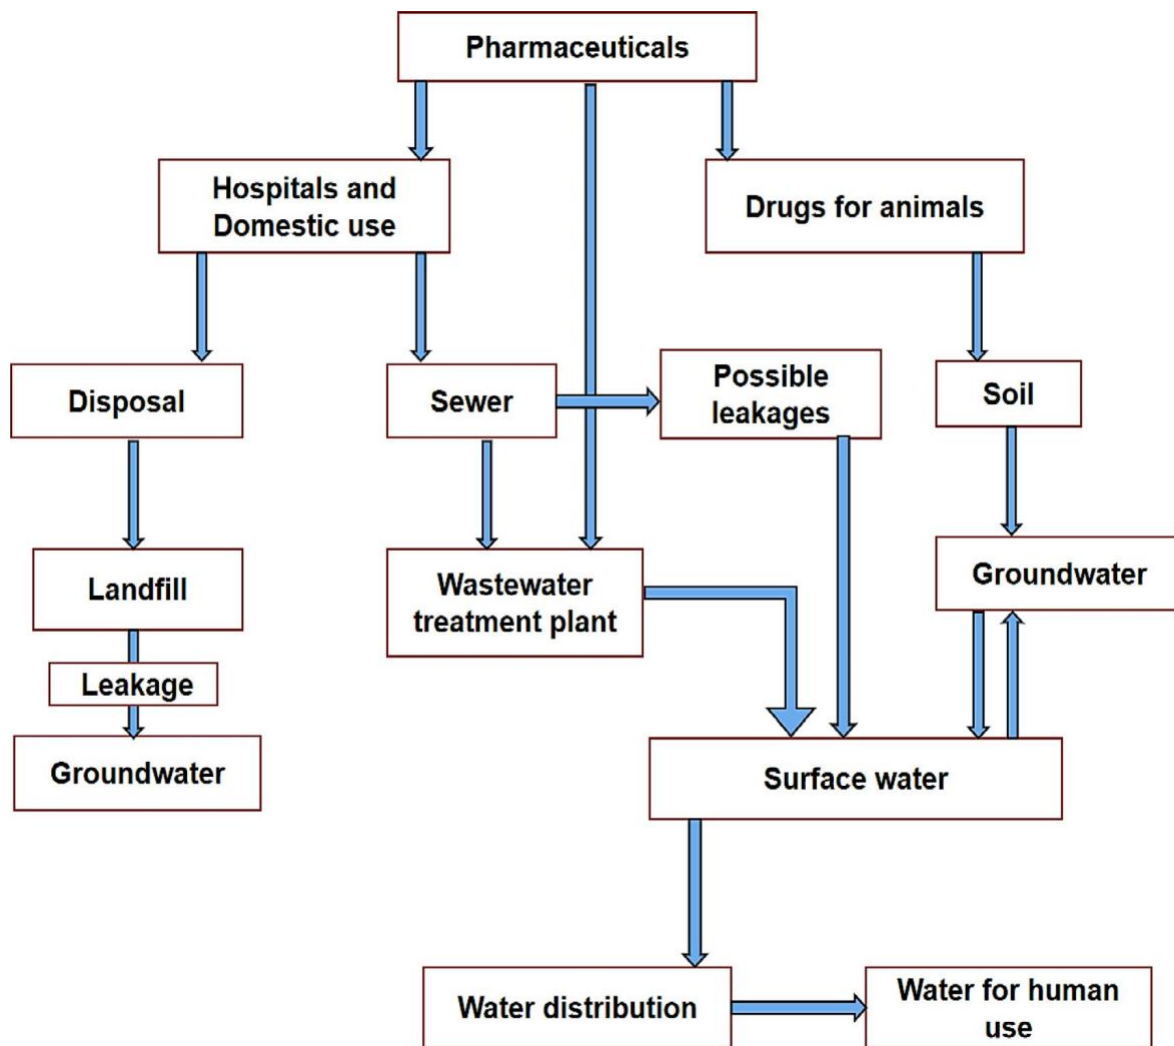 Pharmaceuticals
Hospitals and
Domestic use
Drugs for animals
Disposal
Sewer
Possible
leakages
Soil
Landfill
Wastewater
treatment plant
Groundwater
Leakage
Groundwater
Surface water
Water distribution
Water for human
use